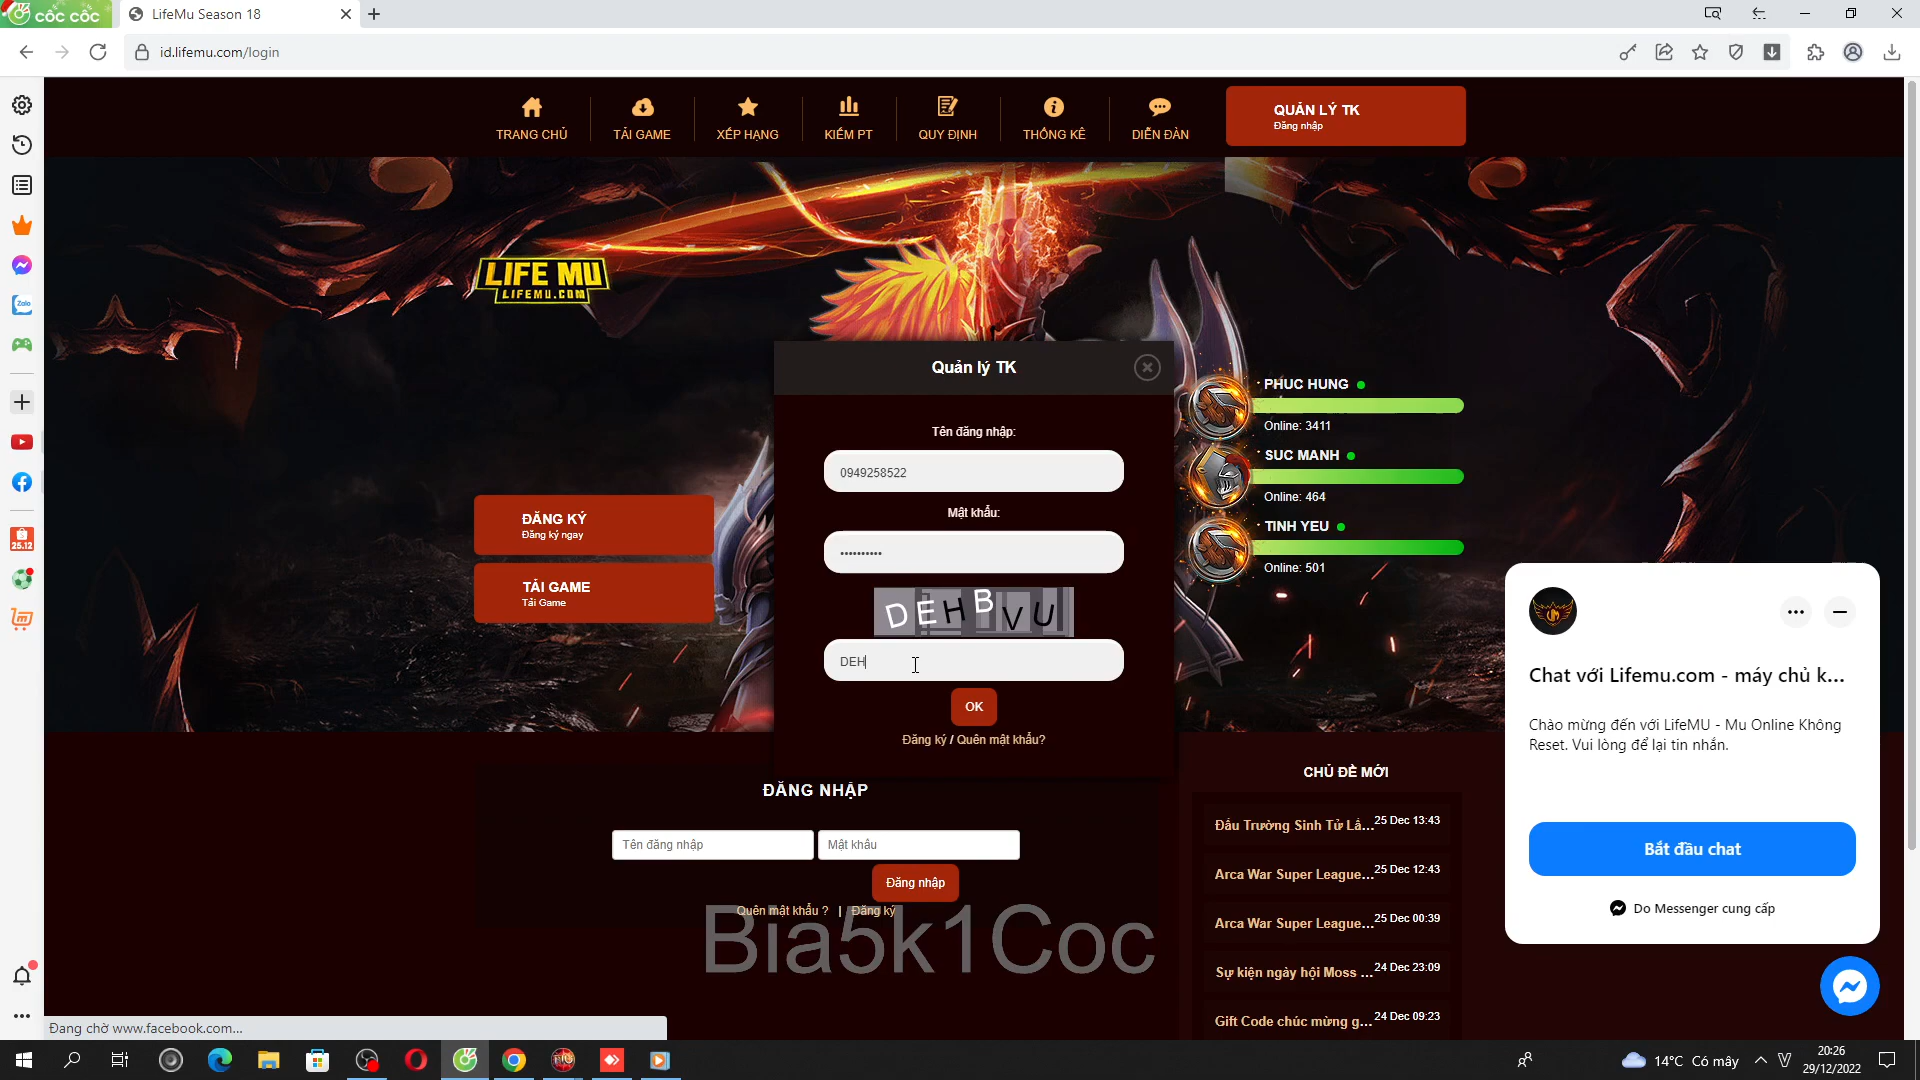 cốc cốc
LifeMu Season 18
id.lifemu.com/login
TRANG CHỦ
TẢI GAME
XẾP HẠNG
KIỂM PT
QUY ĐỊNH
THỐNG KÊ
DIỄN ĐÀN
QUẢN LÝ TK
Đăng nhập
LIFE MU
LIFEMU.COM
Zalo
25.12
ĐĂNG KÝ
Đăng ký ngay
TẢI GAME
Tải Game
Quản lý TK
Tên đăng nhập:
0949258522
Mật khẩu:
••••••••••
DEHBVU
DEH
OK
Đăng ký / Quên mật khẩu?
· PHUC HUNG
Online: 3411
· SUC MANH
Online: 464
· TINH YEU
Online: 501
ĐĂNG NHẬP
Tên đăng nhập
Mật khẩu
Đăng nhập
Quên mật khẩu ? | Đăng ký
Bia5k1Coc
CHỦ ĐỀ MỚI
Đấu Trường Sinh Tử Lầ... 25 Dec 13:43
Arca War Super League... 25 Dec 12:43
Arca War Super League... 25 Dec 00:39
Sự kiện ngày hội Moss ... 24 Dec 23:09
Gift Code chúc mừng g... 24 Dec 09:23
Chat với Lifemu.com - máy chủ k...
Chào mừng đến với LifeMU - Mu Online Không
Reset. Vui lòng để lại tin nhắn.
Bắt đầu chat
Do Messenger cung cấp
Đang chờ www.facebook.com...
14°C Có mây
V
20:26
29/12/2022